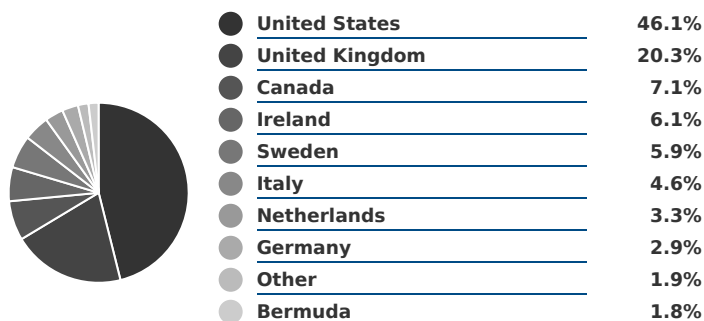 United States 46.1%
United Kingdom 20.3%
Canada 7.1%
Ireland 6.1%
Sweden 5.9%
Italy 4.6%
Netherlands 3.3%
Germany 2.9%
Other 1.9%
Bermuda 1.8%